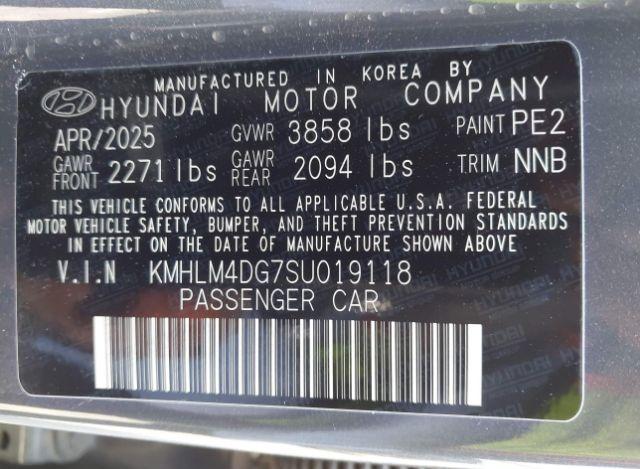 MANUFACTURED IN KOREA BY
HYUNDAI MOTOR COMPANY
APR/2025 GVWR 3858 lbs PAINT PE2
GAWR FRONT 2271 lbs GAWR REAR 2094 lbs TRIM NNB
THIS VEHICLE CONFORMS TO ALL APPLICABLE U.S.A. FEDERAL
MOTOR VEHICLE SAFETY, BUMPER, AND THEFT PREVENTION STANDARDS
IN EFFECT ON THE DATE OF MANUFACTURE SHOWN ABOVE
V.I.N KMHLM4DG7SU019118
PASSENGER CAR